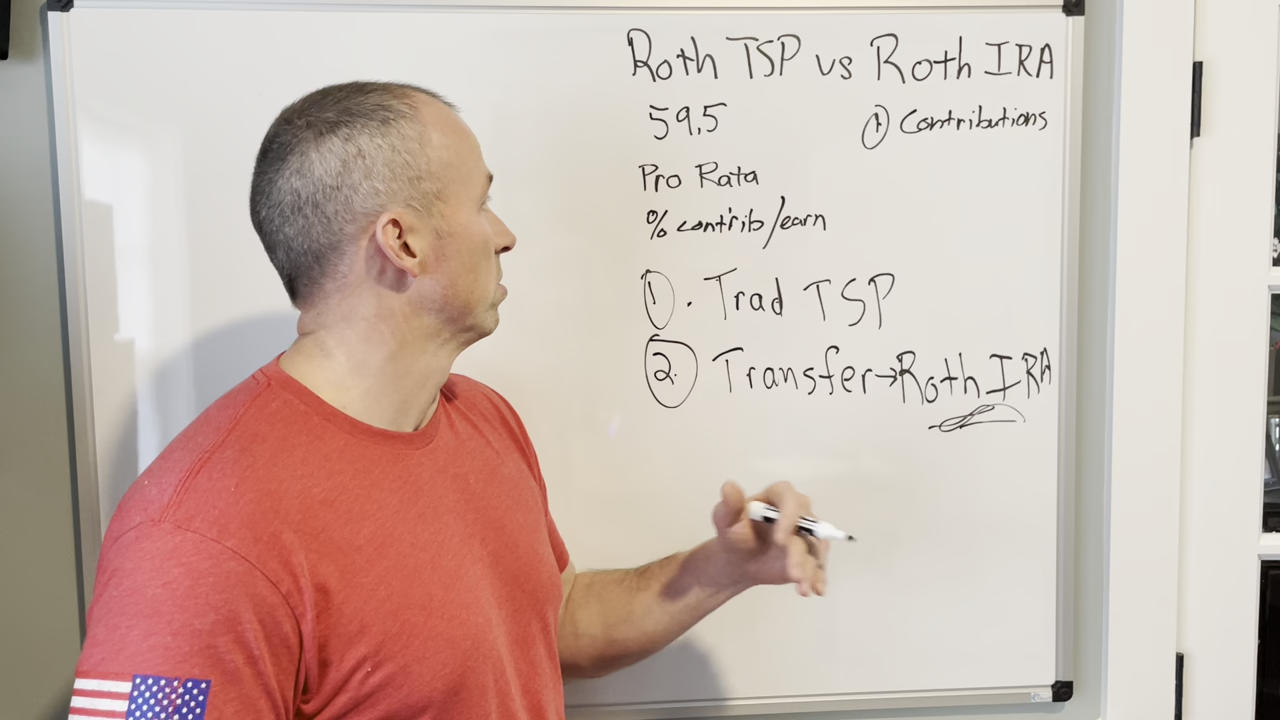 Roth TSP vs Roth IRA
59.5
① Contributions
Pro Rata
% contrib/earn
① . Trad TSP
②. Transfer→Roth IRA